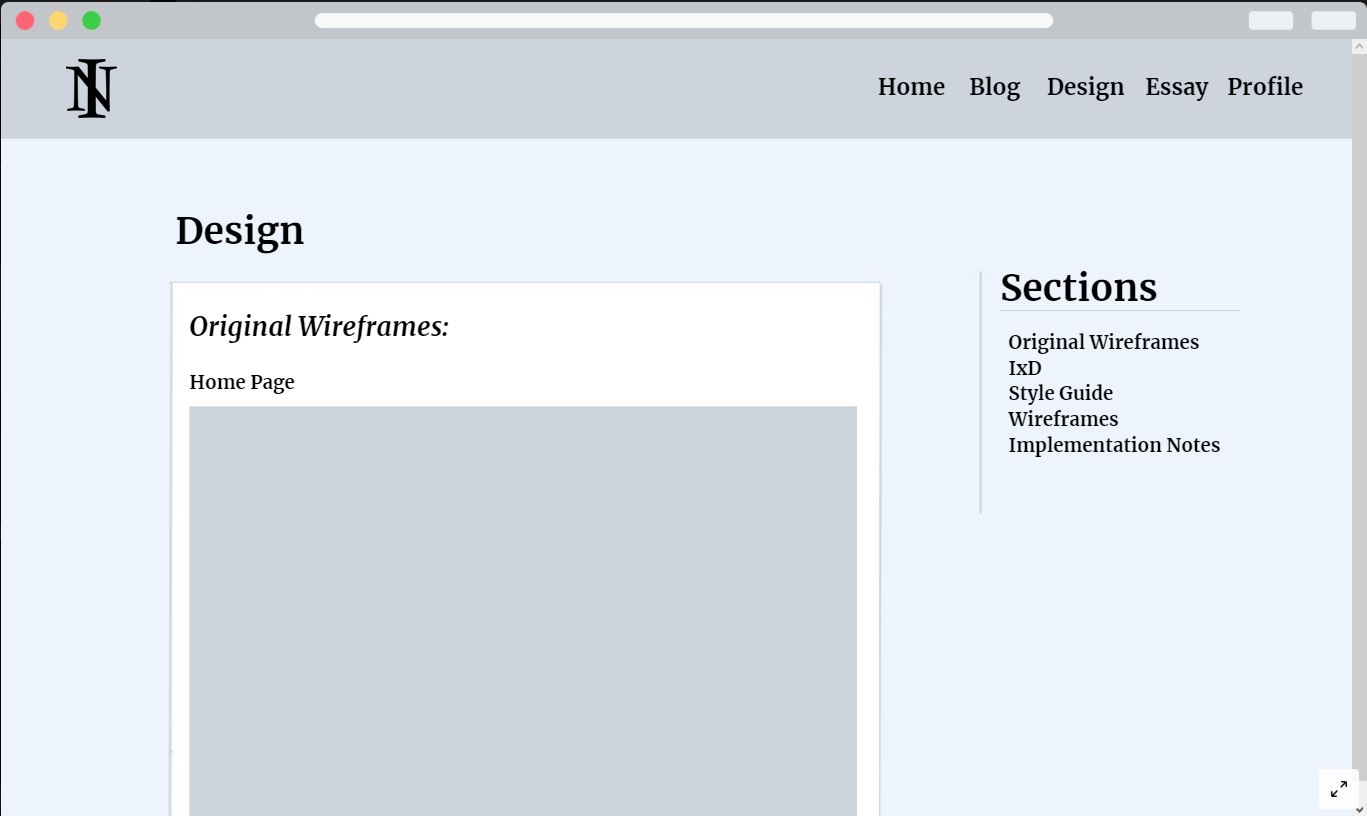 NI
Home Blog Design Essay Profile
Design
Original Wireframes:
Home Page
Sections
Original Wireframes
IxD
Style Guide
Wireframes
Implementation Notes